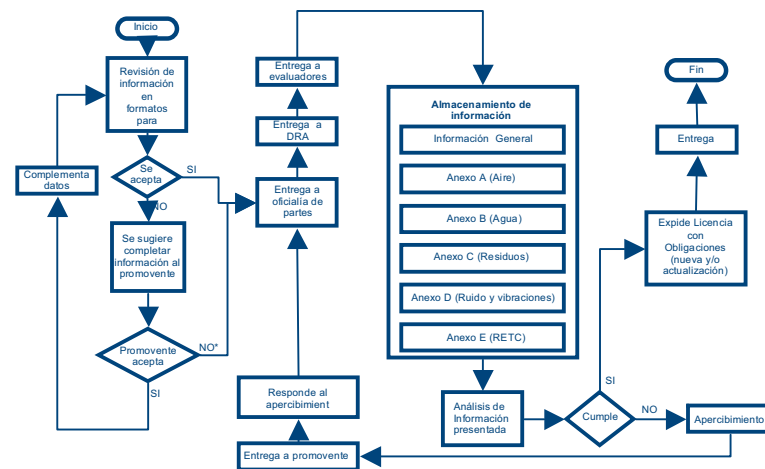 Inicio
Revisión de
información
en
formatos
para
Se
acepta
SI
NO
Complementa
datos
Se sugiere
completar
información al
promovente
Promovente
acepta
NO*
SI
Entrega a
evaluadores
Entrega a
DRA
Entrega a
oficialía de
partes
Responde al
apercibimient
Entrega a promovente
Almacenamiento de
información
Información General
Anexo A (Aire)
Anexo B (Agua)
Anexo C (Residuos)
Anexo D (Ruido y vibraciones)
Anexo E (RETC)
Análisis de
Información
presentada
Cumple
SI
NO
Apercibimiento
Expide Licencia
con
Obligaciones
(nueva y/o
actualización)
Entrega
Fin